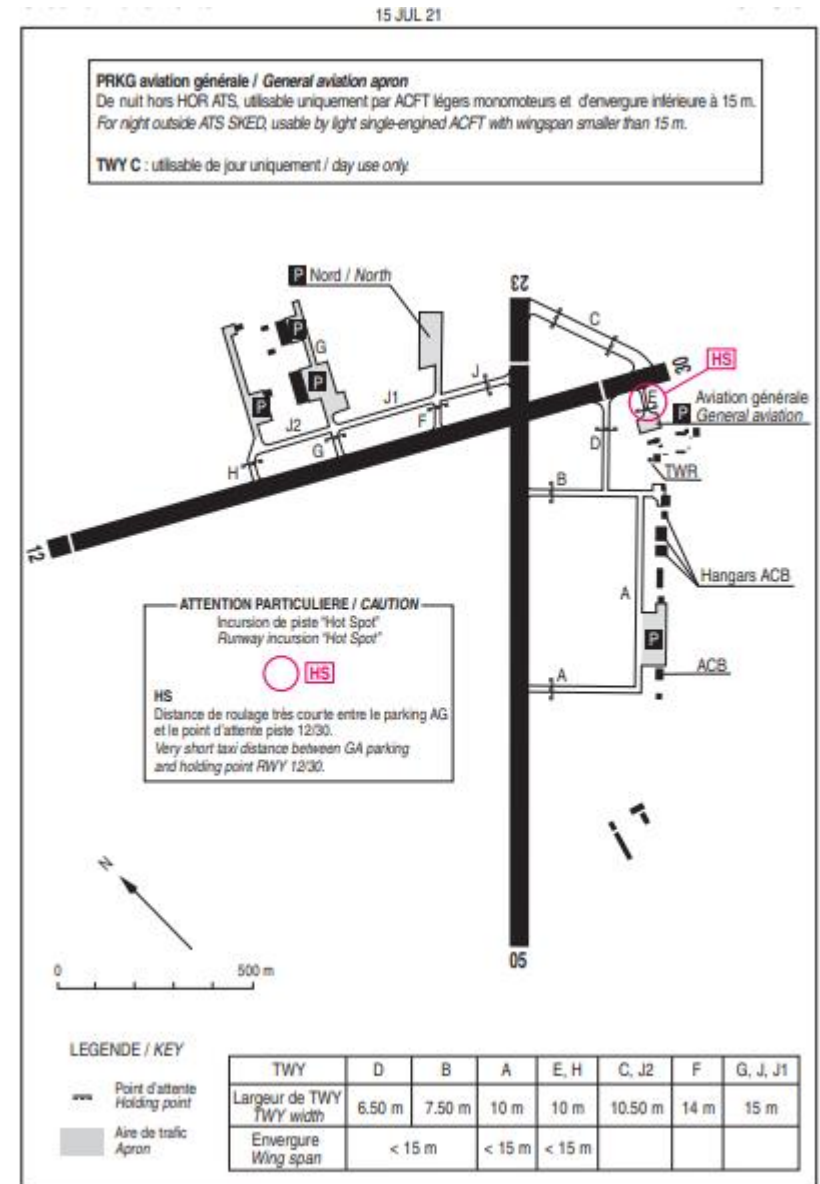 15 JUL 21
PRKG aviation générale / General aviation apron
De nuit hors HOR ATS, utilisable uniquement par ACFT légers monomoteurs et d'envergure inférieure à 15 m.
For night outside ATS SKED, usable by light single-engined ACFT with wingspan smaller than 15 m.
TWY C : utilisable de jour uniquement / day use only.
P Nord / North
23
C
30
HS
P
G
J
E
Aviation générale
P General aviation
P
J1
P
J2
F
D
G
TWR
H
B
12
Hangars ACB
A
P
ACB
A
ATTENTION PARTICULIERE / CAUTION
Incursion de piste "Hot Spot"
Runway incursion "Hot Spot"
HS
HS
Distance de roulage très courte entre le parking AG
et le point d'attente piste 12/30.
Very short taxi distance between GA parking
and holding point RWY 12/30.
N
05
0 500 m
LEGENDE / KEY
Point d'attente
Holding point
Aire de trafic
Apron
TWY D B A E, H C, J2 F G, J, J1
Largeur de TWY 6.50 m 7.50 m 10 m 10 m 10.50 m 14 m 15 m
TWY width
Envergure < 15 m < 15 m < 15 m
Wing span